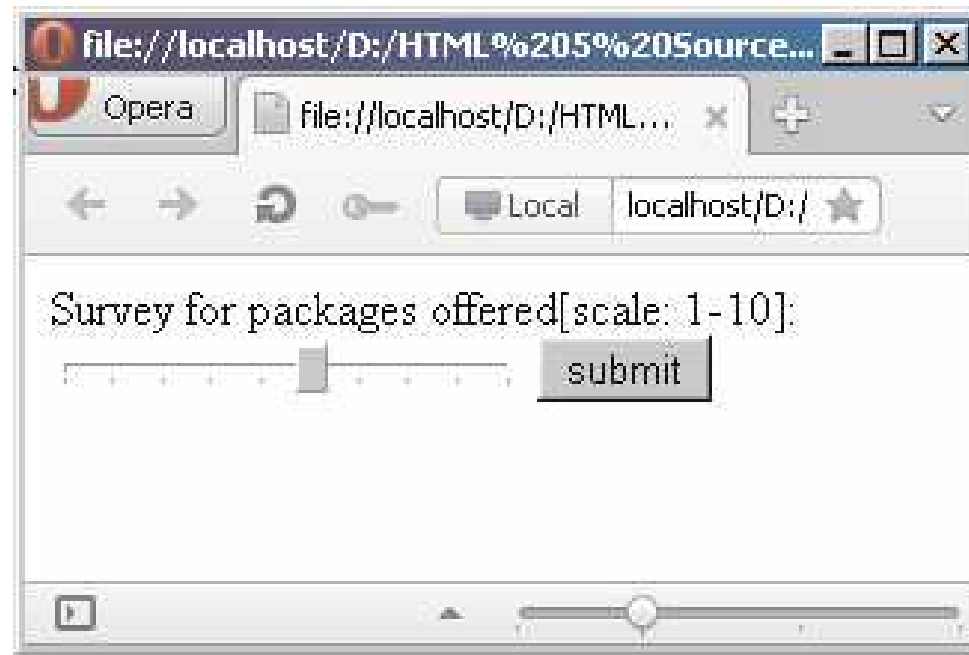 file://localhost/D:/HTML%205%20Source...
Opera
file://localhost/D:/HTML...
Local
localhost/D:/
Survey for packages offered[scale: 1-10]:
submit